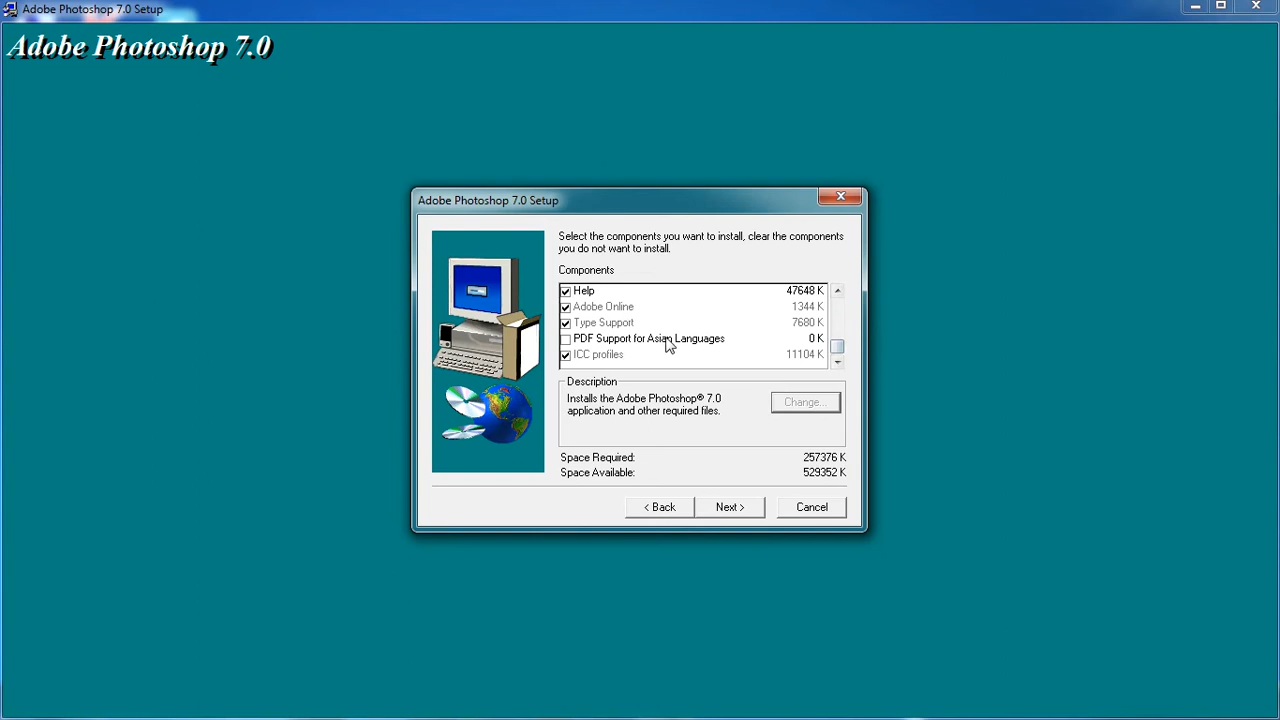 Adobe Photoshop 7.0 Setup
Adobe Photoshop 7.0
Adobe Photoshop 7.0 Setup
Select the components you want to install, clear the components
you do not want to install.
Components
Help 47648 K
Adobe Online 1344 K
Type Support 7680 K
PDF Support for Asian Languages 0 K
ICC profiles 11104 K
Description
Installs the Adobe Photoshop® 7.0
application and other required files.
Change...
Space Required: 257376 K
Space Available: 529352 K
< Back Next > Cancel